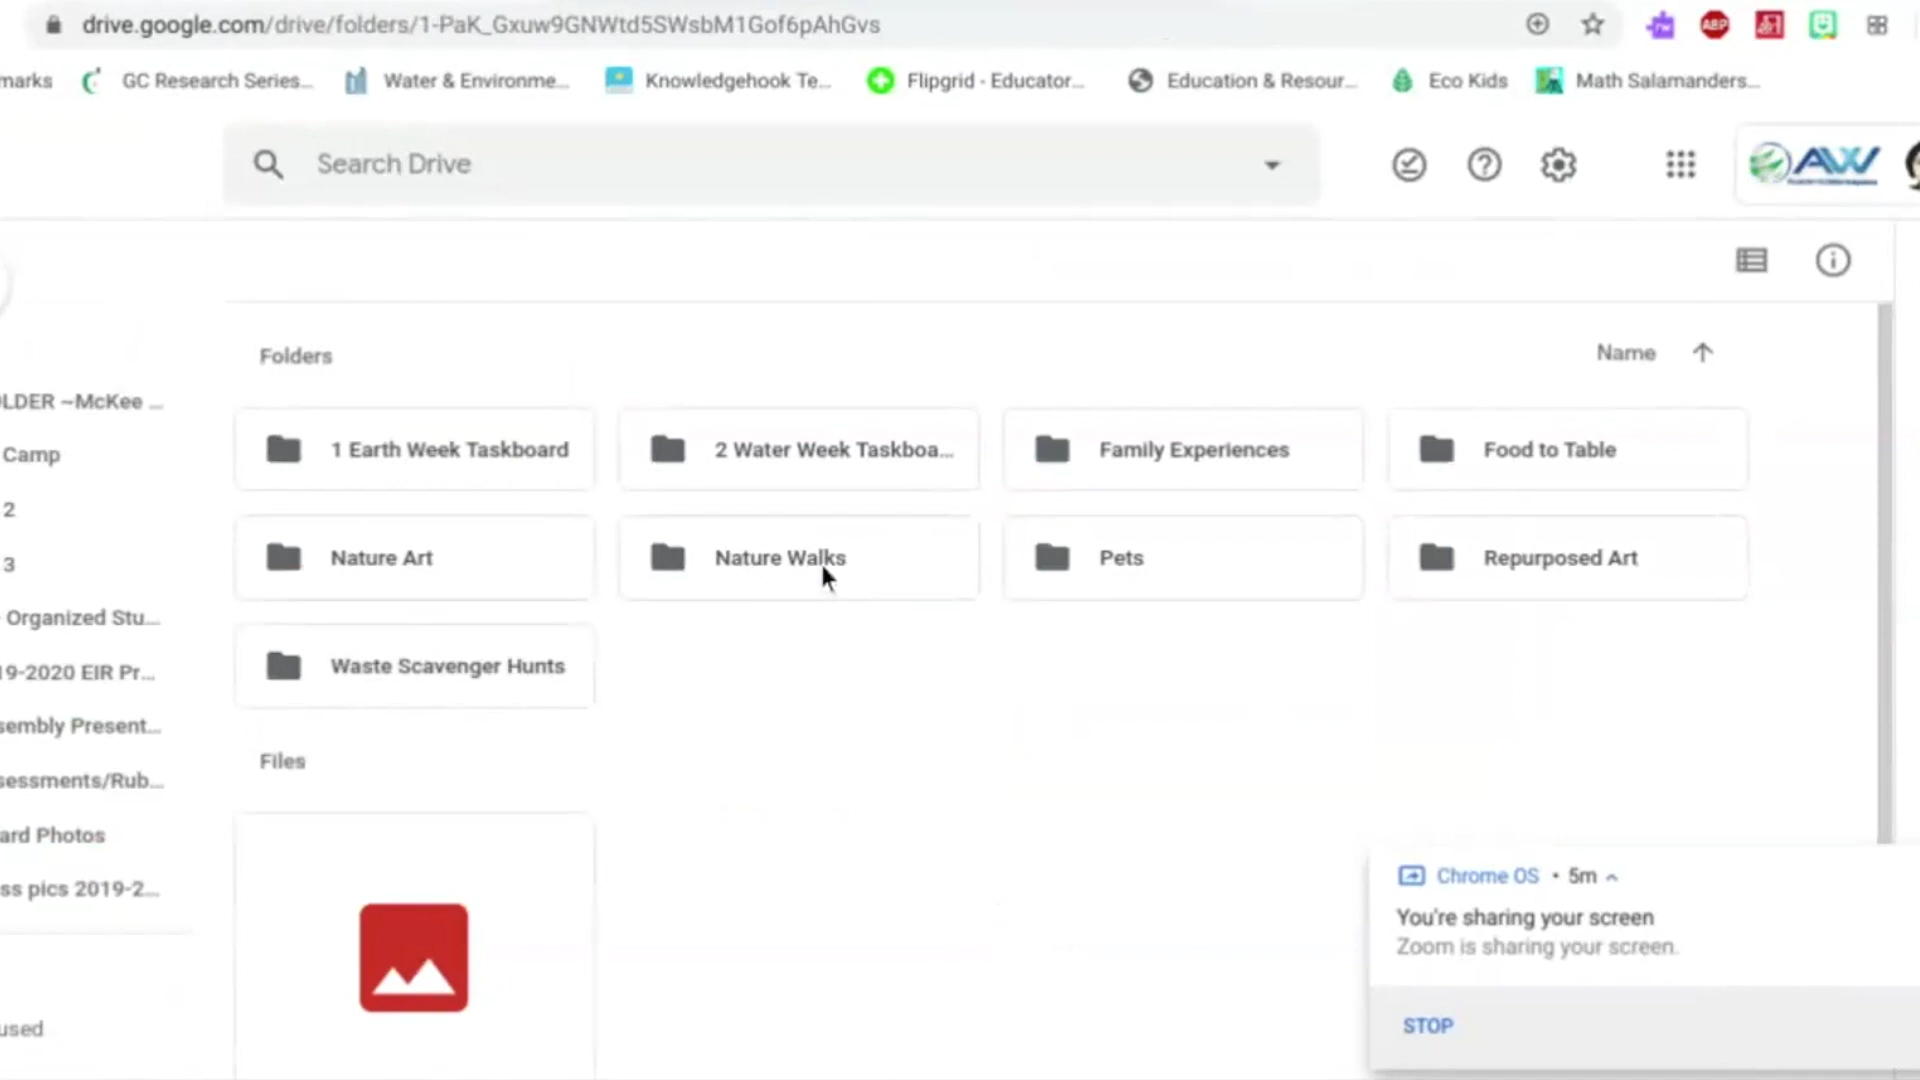 drive.google.com/drive/folders/1-PaK_Gxuw9GNWtd5SWsbM1Gof6pAhGvs
ABP
marks GC Research Series... Water & Environme... Knowledgehook Te... Flipgrid - Educator... Education & Resour... Eco Kids Math Salamanders...
Search Drive
AW
Folders
Name
OLDER ~McKee ...
1 Earth Week Taskboard
2 Water Week Taskboa...
Family Experiences
Food to Table
Camp
2
Nature Art
Nature Walks
Pets
Repurposed Art
3
Organized Stu...
19-2020 EIR Pr...
Waste Scavenger Hunts
sembly Present...
Files
sessments/Rub...
ard Photos
ss pics 2019-2...
used
Chrome OS • 5m
You're sharing your screen
Zoom is sharing your screen.
STOP